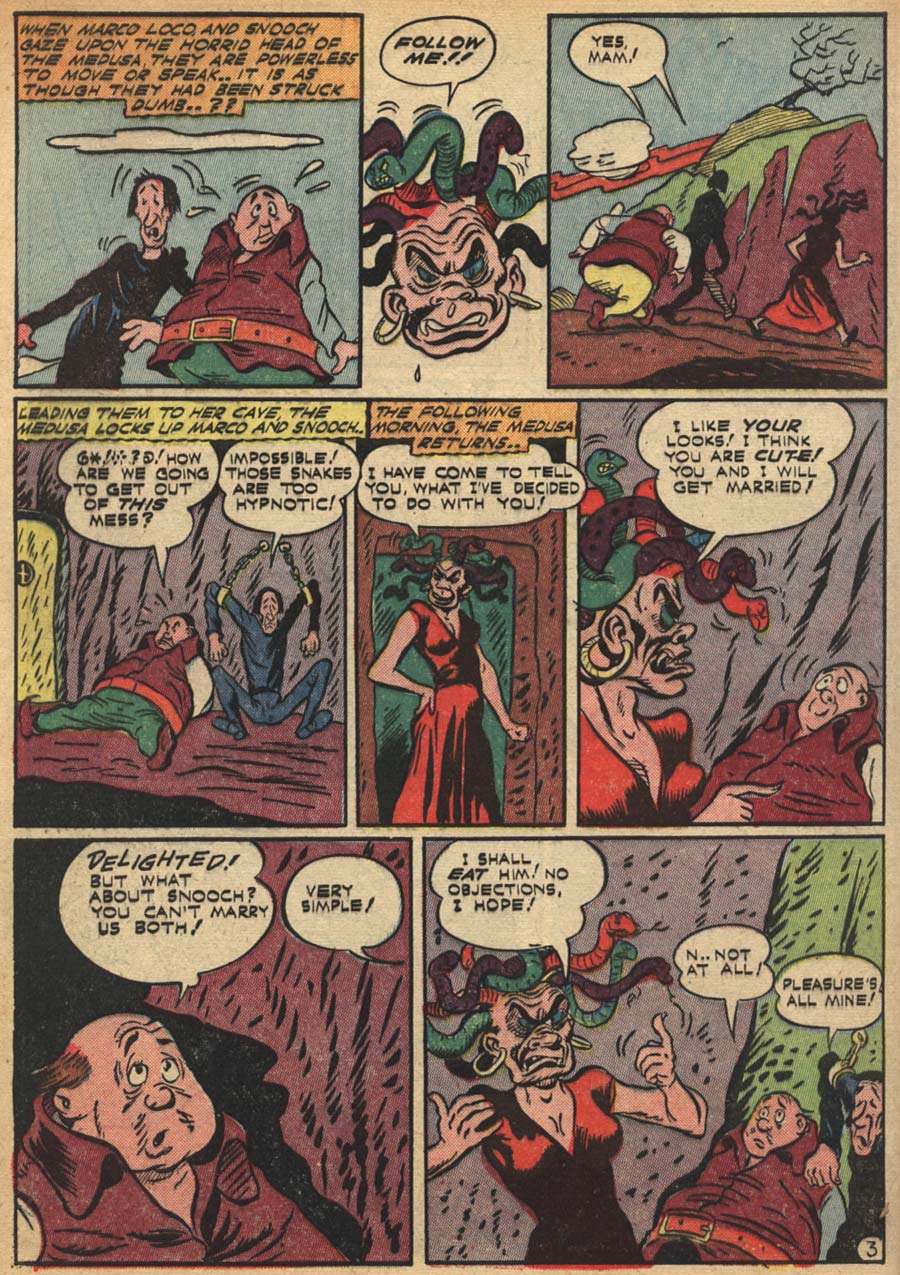 WHEN MARCO LOCO, AND SNOOCH
GAZE UPON THE HORRID HEAD OF
THE MEDUSA, THEY ARE POWERLESS
TO MOVE OR SPEAK.. IT IS AS
THOUGH THEY HAD BEEN STRUCK
DUMB..??
FOLLOW
ME!!
YES,
MAM!
LEADING THEM TO HER CAVE, THE
MEDUSA LOCKS UP MARCO AND SNOOCH..
G*!!;?D! HOW
ARE WE GOING
TO GET OUT
OF THIS
MESS?
IMPOSSIBLE!
THOSE SNAKES
ARE TOO
HYPNOTIC!
THE FOLLOWING
MORNING, THE MEDUSA
RETURNS..
I HAVE COME TO TELL
YOU, WHAT I'VE DECIDED
TO DO WITH YOU!
I LIKE YOUR
LOOKS! I THINK
YOU ARE CUTE!
YOU AND I WILL
GET MARRIED!
DELIGHTED!
BUT WHAT
ABOUT SNOOCH?
YOU CAN'T MARRY
US BOTH!
VERY
SIMPLE!
I SHALL
EAT HIM! NO
OBJECTIONS,
I HOPE!
N..NOT
AT ALL!
PLEASURE'S
ALL MINE!
3